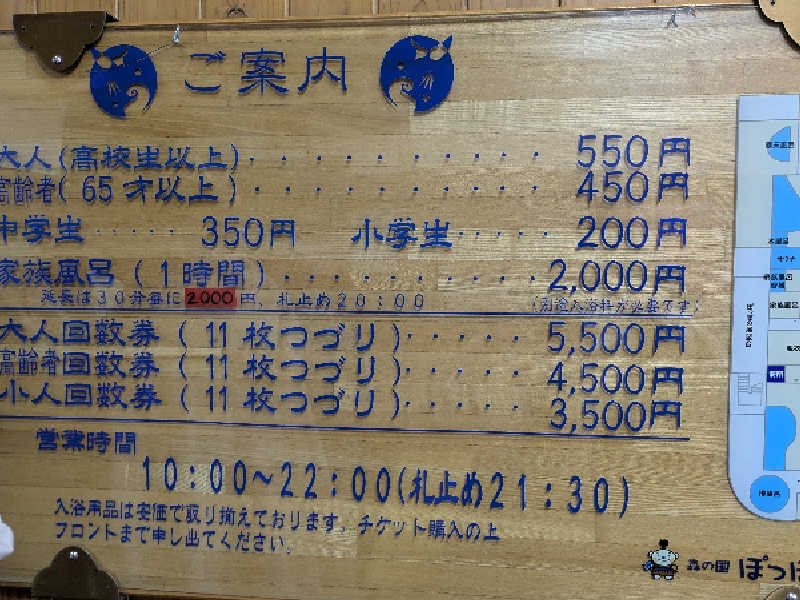 ご案内
大人(高校生以上)・・・・・・・・・・550円
高齢者(65才以上)・・・・・・・・・・450円
中学生・・・・・350円 小学生・・・・・200円
家族風呂(1時間)・・・・・・・・・2,000円
延長は30分毎に2,000円、札止め20:00 (別途入浴料が必要です)
大人回数券(11枚つづり)・・・・・5,500円
高齢者回数券(11枚つづり)・・・・・4,500円
小人回数券(11枚つづり)・・・・・3,500円
営業時間
10:00~22:00(札止め21:30)
入浴用品は安価で取り揃えております。チケット購入の上
フロントまで申し出てください。
森の国 ぽっぽ